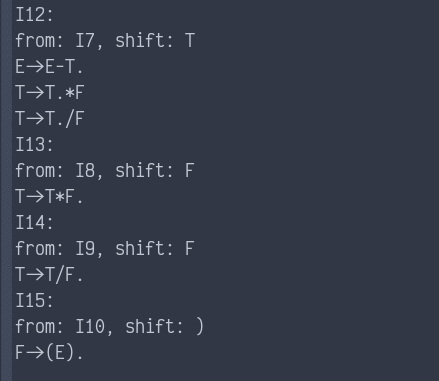 I12:
from: I7, shift: T
E→E-T.
T→T.*F
T→T./F
I13:
from: I8, shift: F
T→T*F.
I14:
from: I9, shift: F
T→T/F.
I15:
from: I10, shift: )
F→(E).